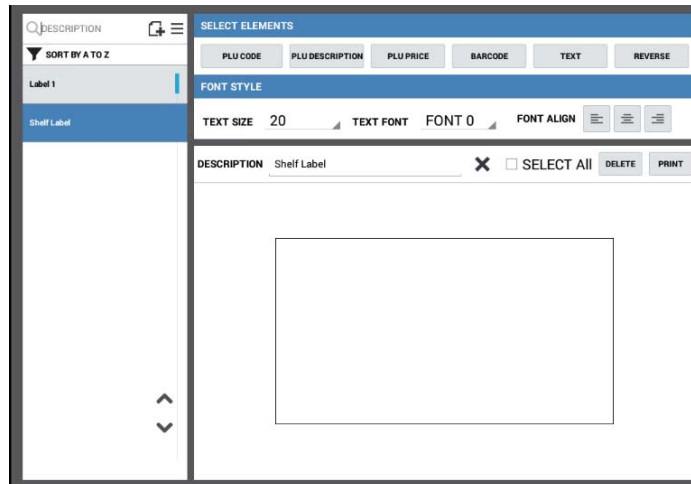 DESCRIPTION
SORT BY A TO Z
Label 1
Shelf Label
SELECT ELEMENTS
PLU CODE PLU DESCRIPTION PLU PRICE BARCODE TEXT REVERSE
FONT STYLE
TEXT SIZE 20 TEXT FONT FONT 0 FONT ALIGN
DESCRIPTION Shelf Label SELECT All DELETE PRINT